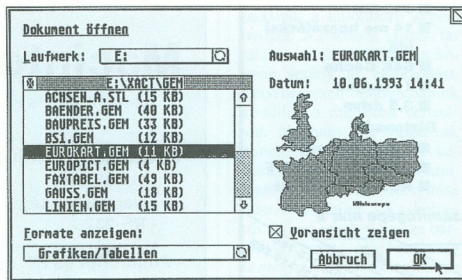 Dokument öffnen
Laufwerk: E:
Auswahl: EUROKART.GEM
E:\XACT\GEM
Datum: 10.06.1993 14:41
ACHSEN_A.STL (15 KB)
BAENDER.GEM (40 KB)
BAUPREIS.GEM (33 KB)
BS1.GEM (12 KB)
EUROKART.GEM (11 KB)
EUROPICT.GEM (4 KB)
FAXTABEL.GEM (49 KB)
GAUSS.GEM (18 KB)
LINIEN.GEM (15 KB)
Mitteleuropa
Formate anzeigen:
Voransicht zeigen
Grafiken/Tabellen
Abbruch
OK